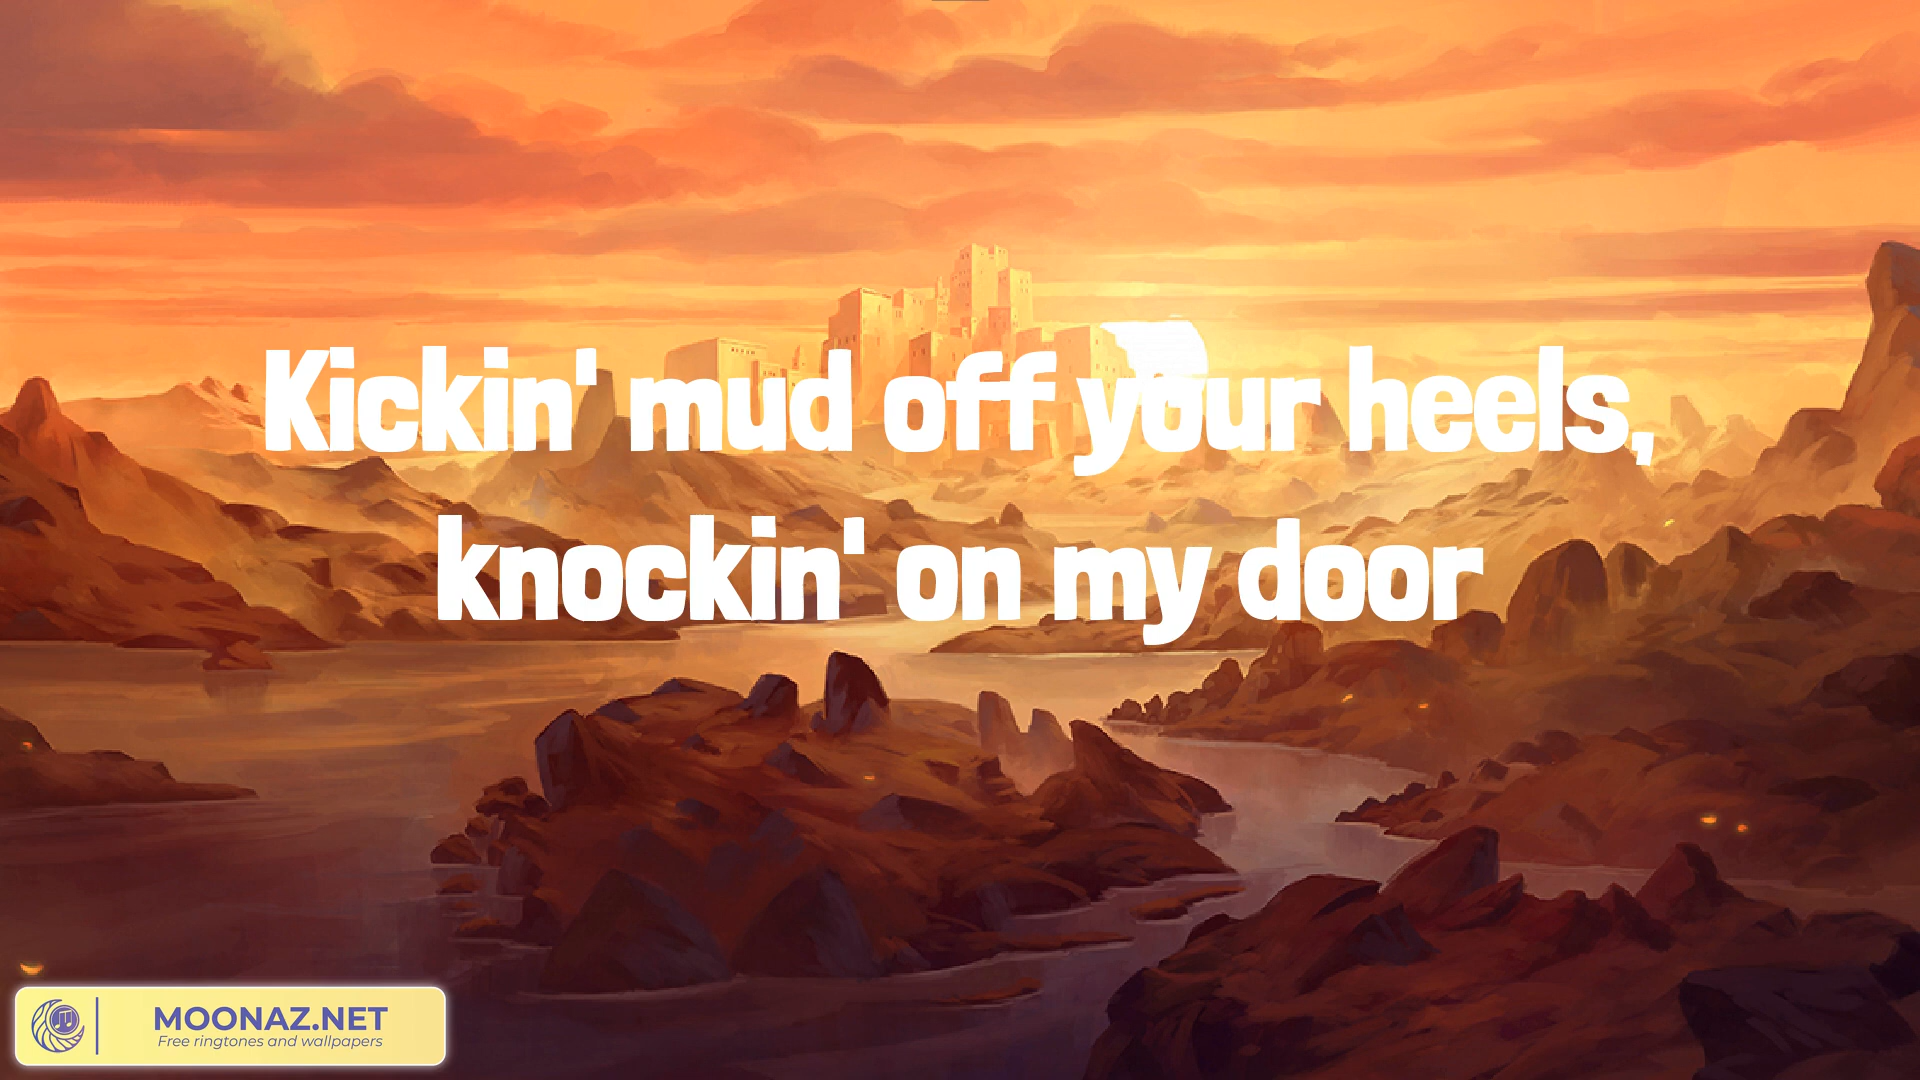 Kickin' mud off your heels,
knockin' on my door
MOONAZ.NET
Free ringtones and wallpapers